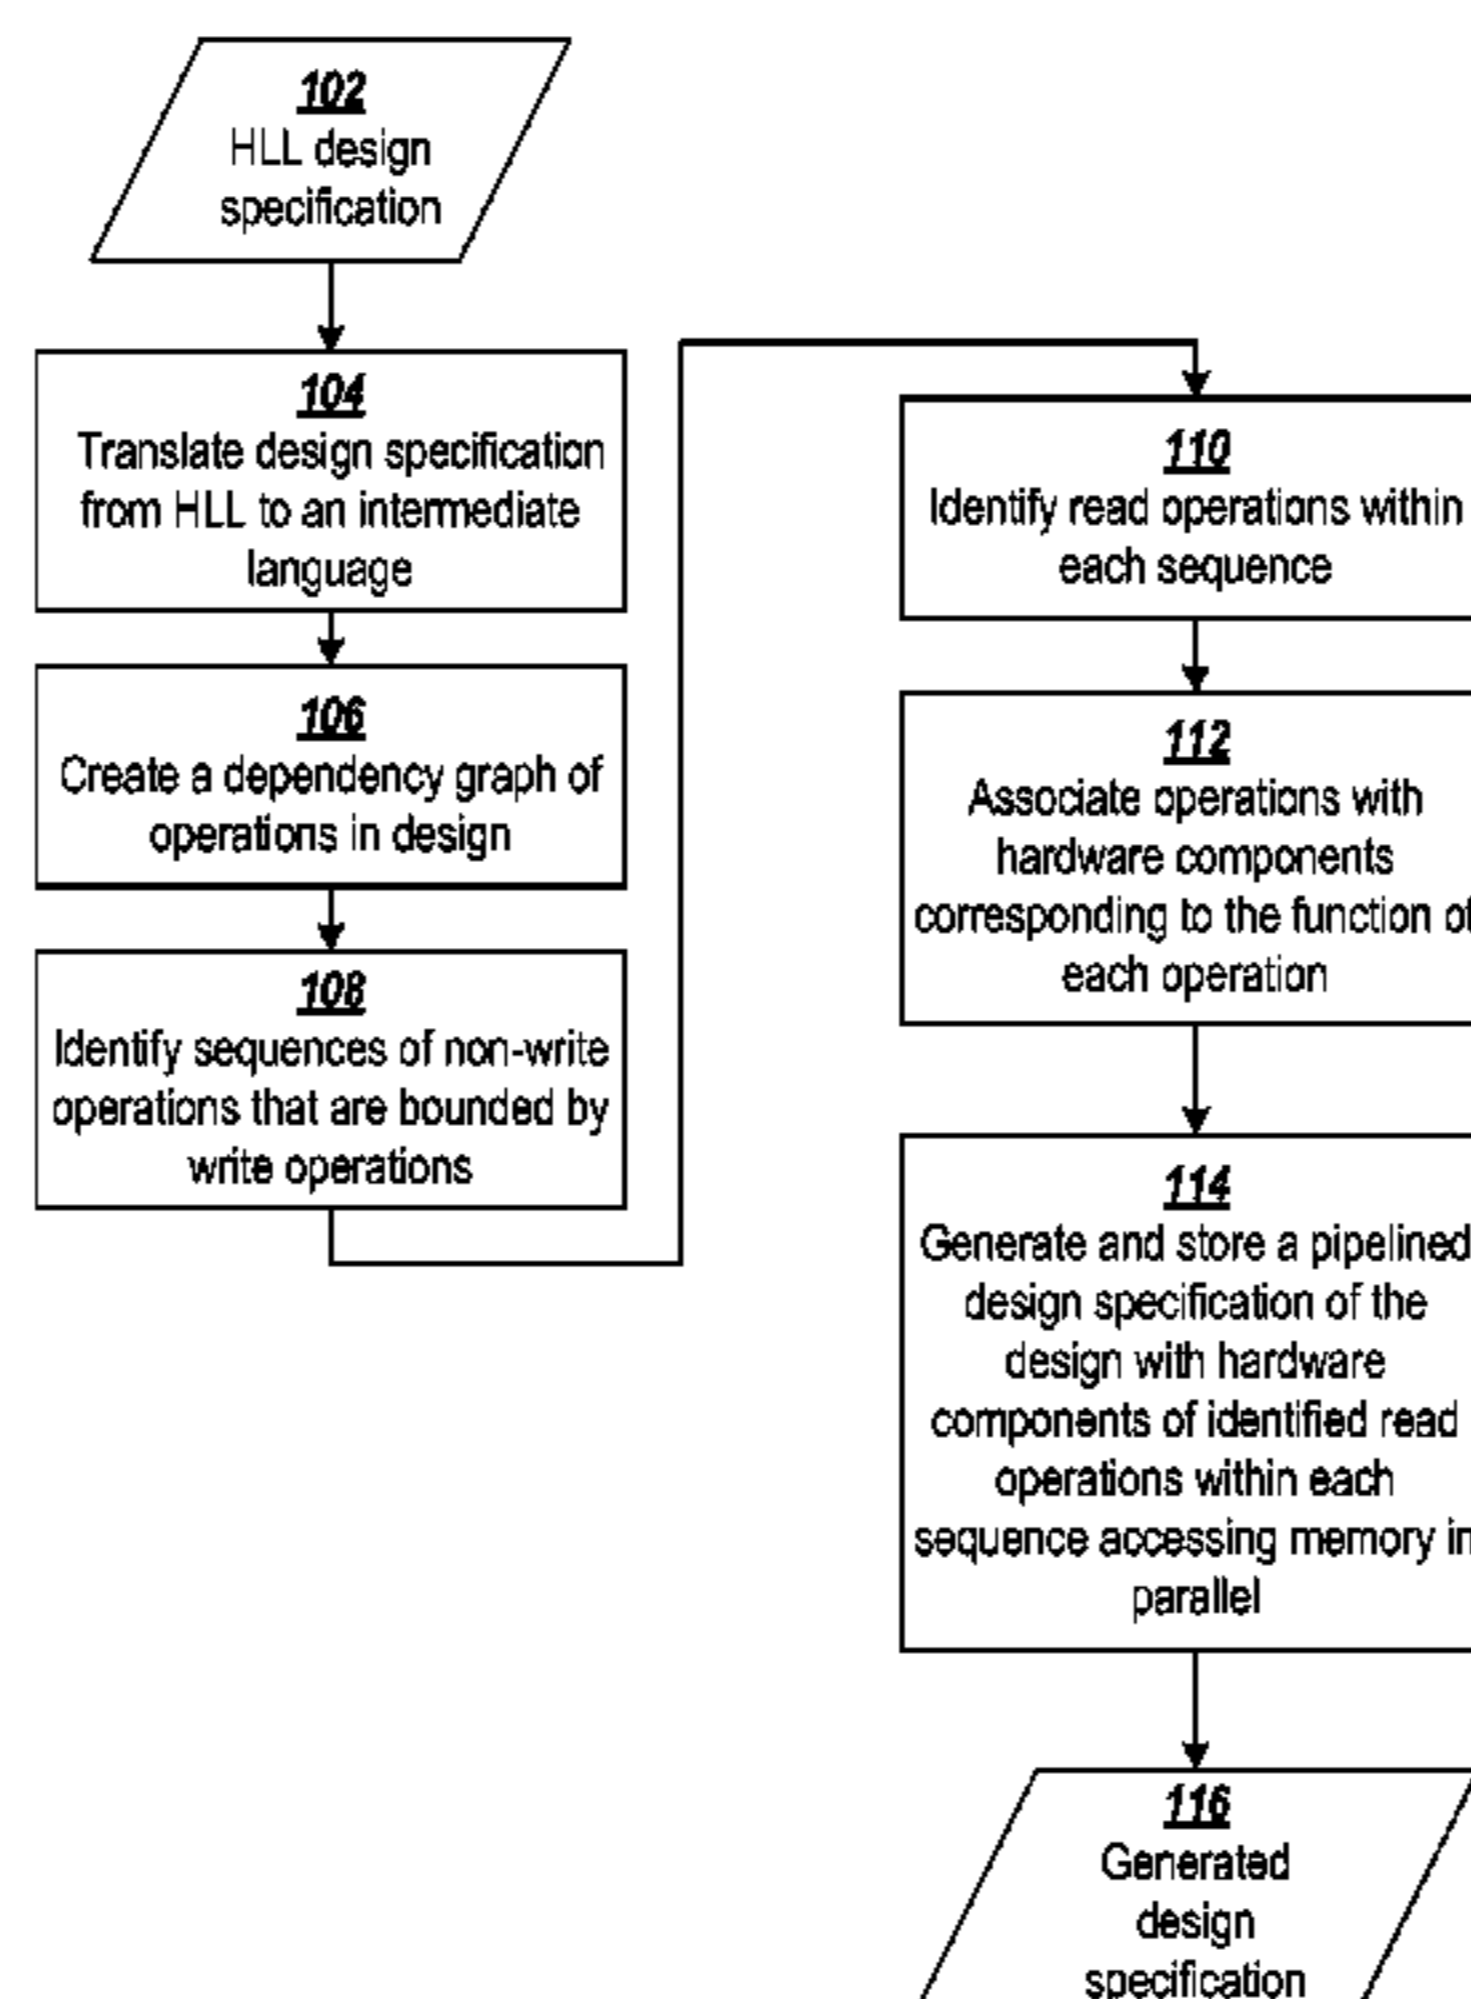 102
HLL design
specification
104
Translate design specification
from HLL to an intermediate
language
106
Create a dependency graph of
operations in design
108
Identify sequences of non-write
operations that are bounded by
write operations
110
Identify read operations within
each sequence
112
Associate operations with
hardware components
corresponding to the function of
each operation
114
Generate and store a pipelined
design specification of the
design with hardware
components of identified read
operations within each
sequence accessing memory in
parallel
116
Generated
design
specification